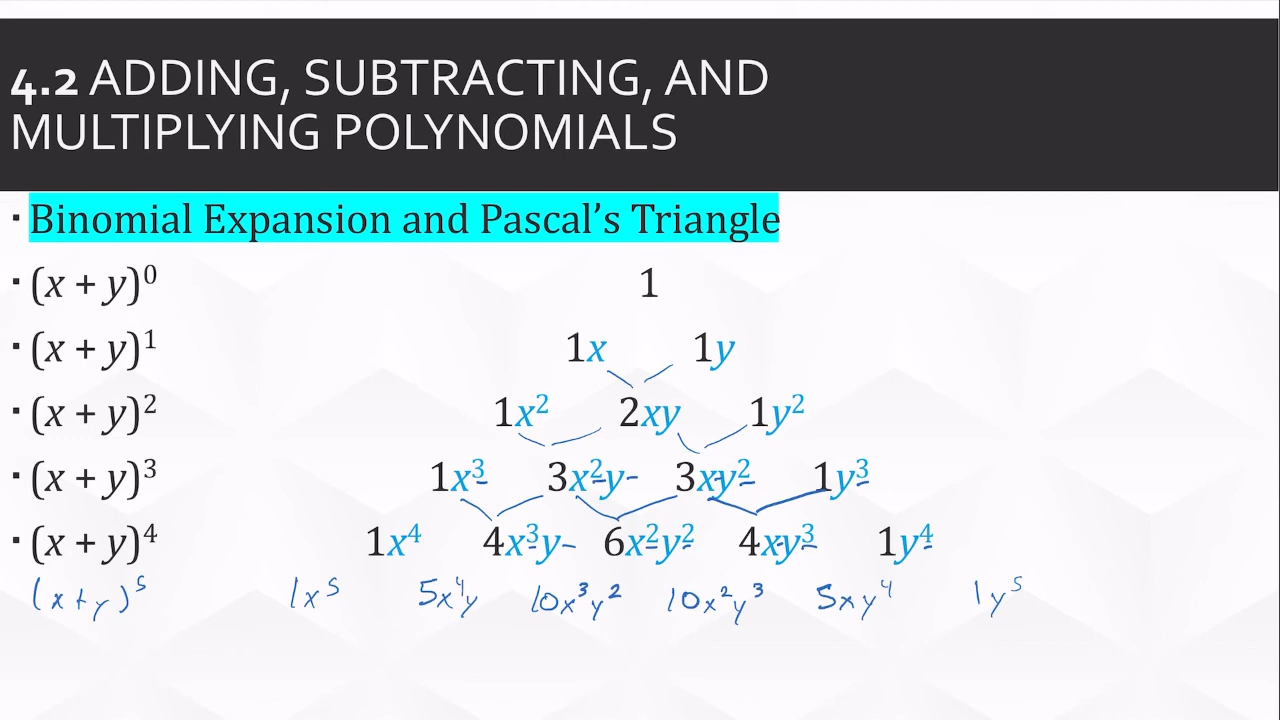 4.2 ADDING, SUBTRACTING, AND
MULTIPLYING POLYNOMIALS
▪ Binomial Expansion and Pascal’s Triangle
▪ (x + y)⁰ 1
▪ (x + y)¹ 1x 1y
▪ (x + y)² 1x² 2xy 1y²
▪ (x + y)³ 1x³ 3x²y 3xy² 1y³
▪ (x + y)⁴ 1x⁴ 4x³y 6x²y² 4xy³ 1y⁴
(x+y)⁵ 1x⁵ 5x⁴y 10x³y² 10x²y³ 5xy⁴ 1y⁵